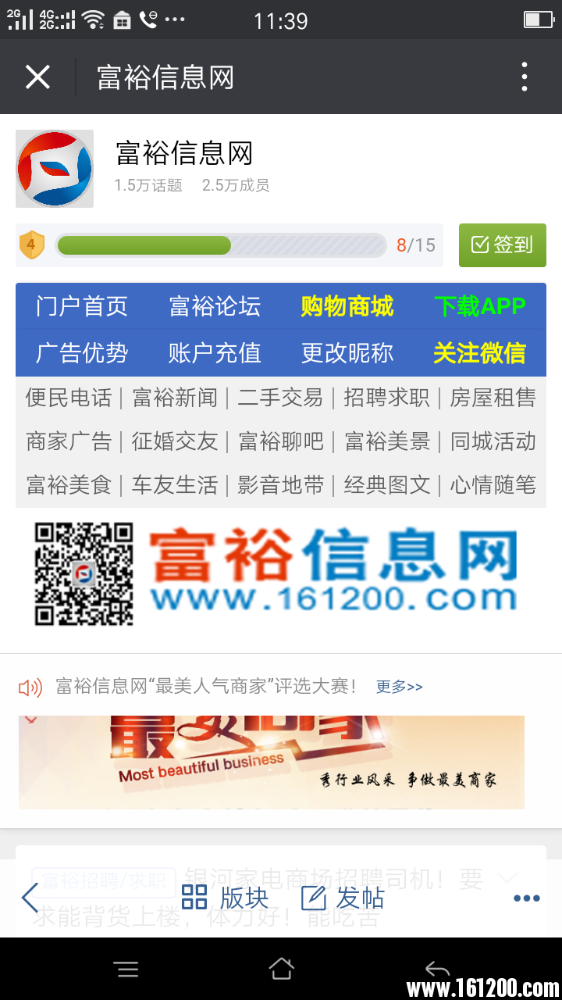 2G 4G 2G 11:39
富裕信息网
富裕信息网
1.5万话题 2.5万成员
4 8/15 签到
门户首页 富裕论坛 购物商城 下载APP
广告优势 账户充值 更改昵称 关注微信
便民电话 | 富裕新闻 | 二手交易 | 招聘求职 | 房屋租售
商家广告 | 征婚交友 | 富裕聊吧 | 富裕美景 | 同城活动
富裕美食 | 车友生活 | 影音地带 | 经典图文 | 心情随笔
富裕信息网
www.161200.com
富裕信息网“最美人气商家”评选大赛! 更多>>
Most beautiful business
秀行业风采 争做最美商家
富裕招聘/求职 银河家电商场招聘司机！要
求能背货上楼，体力好！能吃苦
版块 发帖
www.161200.com